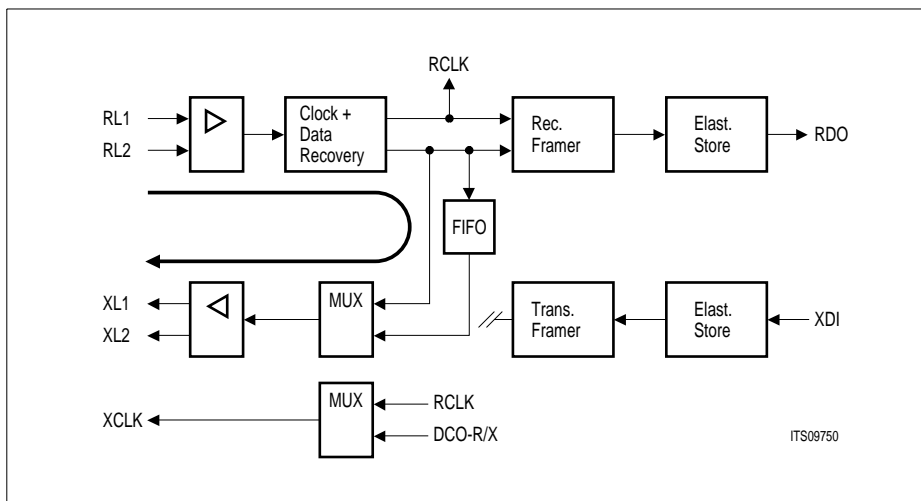 RCLK
RL1
RL2
Clock +
Data
Recovery
Rec.
Framer
Elast.
Store
RDO
FIFO
XL1
XL2
MUX
Trans.
Framer
Elast.
Store
XDI
XCLK
MUX
RCLK
DCO-R/X
ITS09750